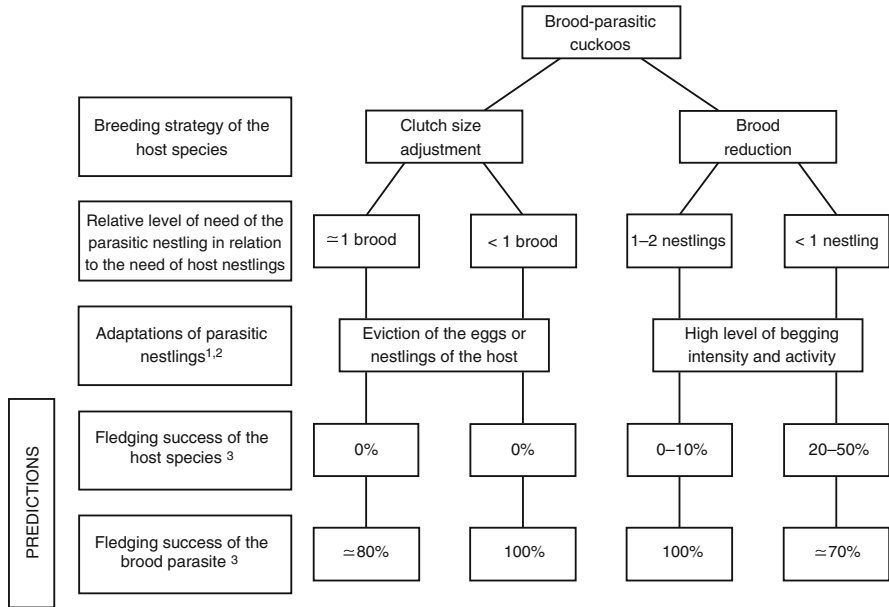 Brood-parasitic
cuckoos
Breeding strategy of the
host species
Clutch size
adjustment
Brood
reduction
Relative level of need of the
parasitic nestling in relation
to the need of host nestlings
≃1 brood
< 1 brood
1–2 nestlings
< 1 nestling
Adaptations of parasitic
nestlings1,2
Eviction of the eggs or
nestlings of the host
High level of begging
intensity and activity
PREDICTIONS
Fledging success of the
host species 3
0%
0%
0–10%
20–50%
Fledging success of the
brood parasite 3
≃80%
100%
100%
≃70%